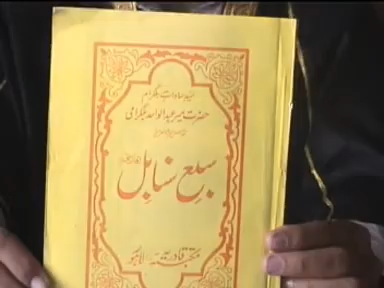 سید سادات بلگرام
حضرت میر عبدالواحد بلگرامی
سبع سنابل
مکتبہ قادریہ لاہور